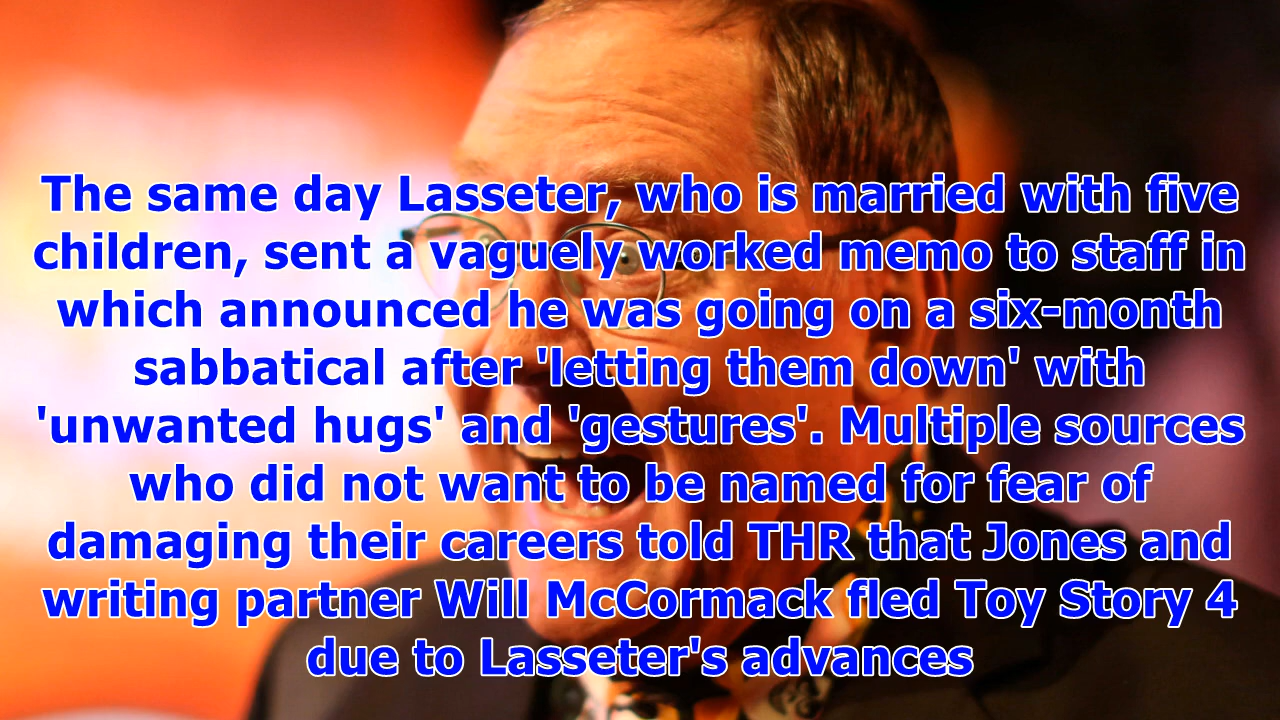 The same day Lasseter, who is married with five
children, sent a vaguely worked memo to staff in
which announced he was going on a six-month
sabbatical after 'letting them down' with
'unwanted hugs' and 'gestures'. Multiple sources
who did not want to be named for fear of
damaging their careers told THR that Jones and
writing partner Will McCormack fled Toy Story 4
due to Lasseter's advances